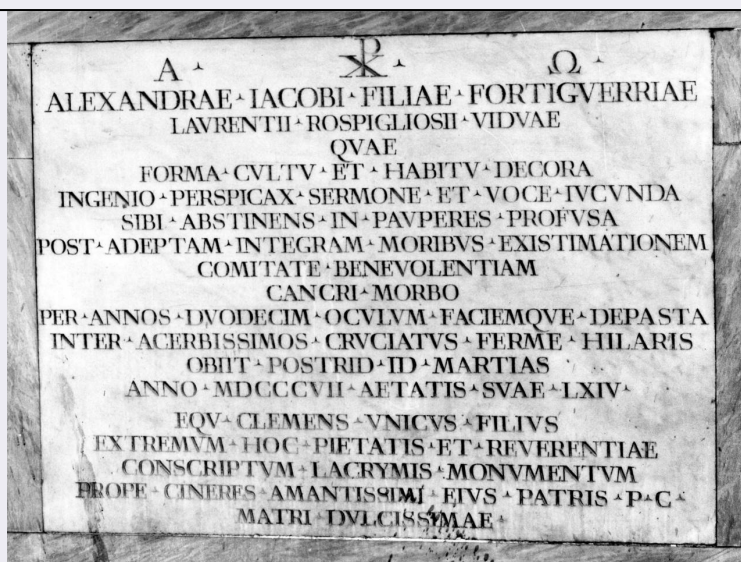 A ▴ ☧ ▴ Ω ▴
ALEXANDRAE ▴ IACOBI ▴ FILIAE ▴ FORTIGVERRIAE
LAVRENTII ▴ ROSPIGLIOSII ▴ VIDVAE
QVAE
FORMA ▴ CVLTV ▴ ET ▴ HABITV ▴ DECORA
INGENIO ▴ PERSPICAX ▴ SERMONE ▴ ET ▴ VOCE ▴ IVCVNDA
SIBI ▴ ABSTINENS ▴ IN ▴ PAVPERES ▴ PROFVSA
POST ▴ ADEPTAM ▴ INTEGRAM ▴ MORIBVS ▴ EXISTIMATIONEM
COMITATE ▴ BENEVOLENTIAM
CANCRI ▴ MORBO
PER ▴ ANNOS ▴ DVODECIM ▴ OCVLVM ▴ FACIEMQVE ▴ DEPASTA
INTER ▴ ACERBISSIMOS ▴ CRVCIATVS ▴ FERME ▴ HILARIS
OBIIT ▴ POSTRID ▴ ID ▴ MARTIAS
ANNO ▴ MDCCCVII ▴ AETATIS ▴ SVAE ▴ LXIV ▴
EQV ▴ CLEMENS ▴ VNICVS ▴ FILIVS
EXTREMVM ▴ HOC ▴ PIETATIS ▴ ET ▴ REVERENTIAE
CONSCRIPTVM ▴ LACRYMIS ▴ MONVMENTVM
PROPE ▴ CINERES ▴ AMANTISSIMI ▴ EIVS ▴ PATRIS ▴ P ▴ C ▴
MATRI ▴ DVLCISSIMAE ▴